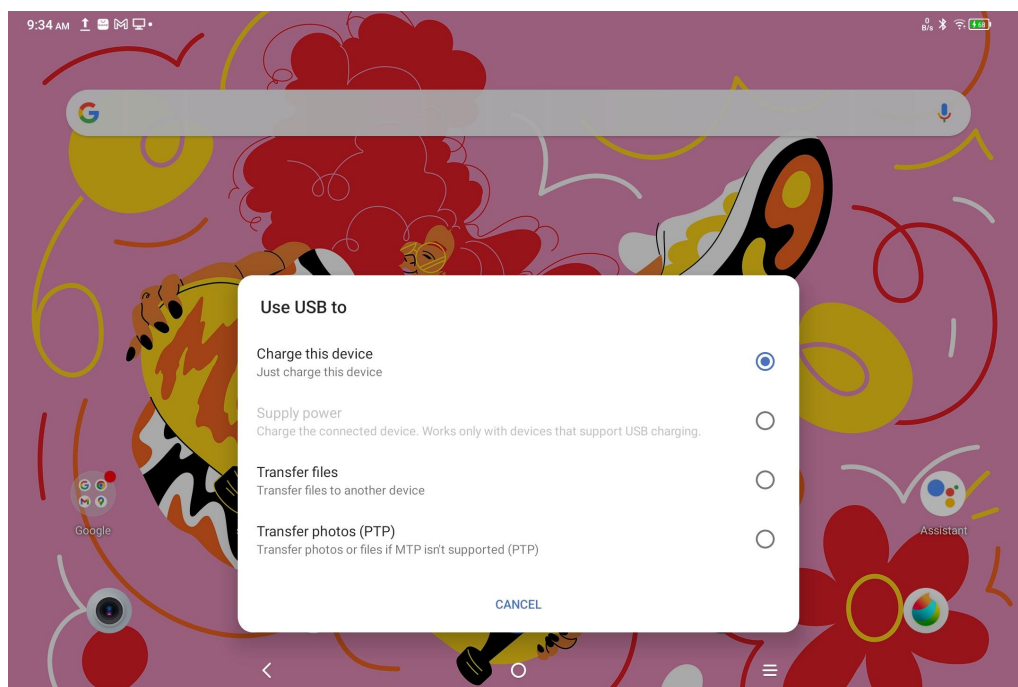 9:34 AM
0
B/s
68
Use USB to
Charge this device
Just charge this device
Supply power
Charge the connected device. Works only with devices that support USB charging.
Transfer files
Transfer files to another device
Transfer photos (PTP)
Transfer photos or files if MTP isn't supported (PTP)
CANCEL
Google
Assistant